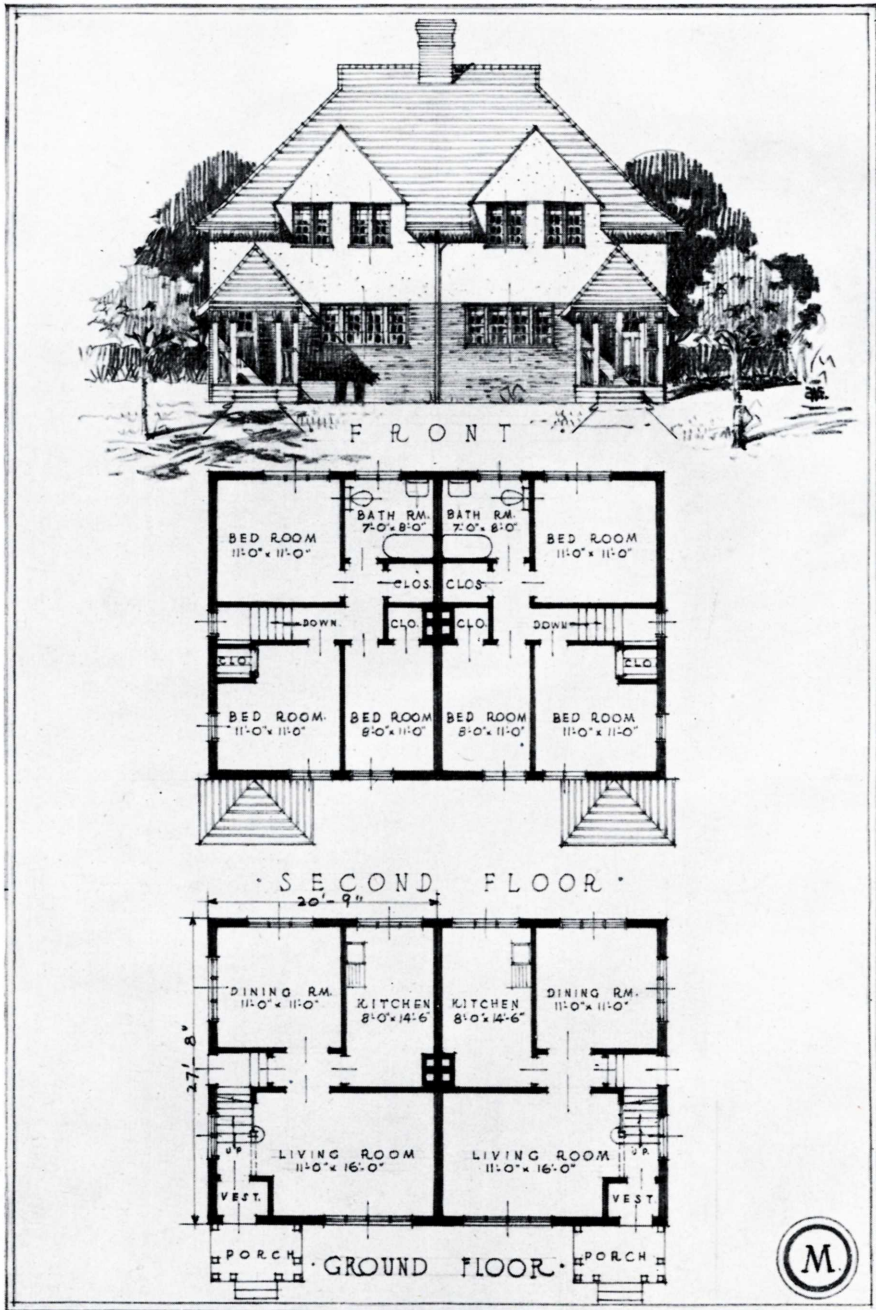 FRONT
BATH RM. BATH RM.
7'-0" x 8'-0" 7'-0" x 8'-0"
BED ROOM BED ROOM
11'-0" x 11'-0" 11'-0" x 11'-0"
CLOS. CLOS
DOWN. CLO. CLO. DOWN
CLO. CLO.
BED ROOM. BED ROOM BED ROOM BED ROOM
11'-0" x 11'-0" 8'-0" x 11'-0" 8'-0" x 11'-0" 11'-0" x 11'-0"
·SECOND FLOOR·
20'-9"
27'-8"
DINING RM. KITCHEN KITCHEN DINING RM.
11'-0" x 11'-0" 8'-0" x 14'-6" 8'-0" x 14'-6" 11'-0" x 11'-0"
UP LIVING ROOM LIVING ROOM UP
11'-0" x 16'-0" 11'-0" x 16'-0"
VEST. VEST.
PORCH PORCH
·GROUND FLOOR·
M.